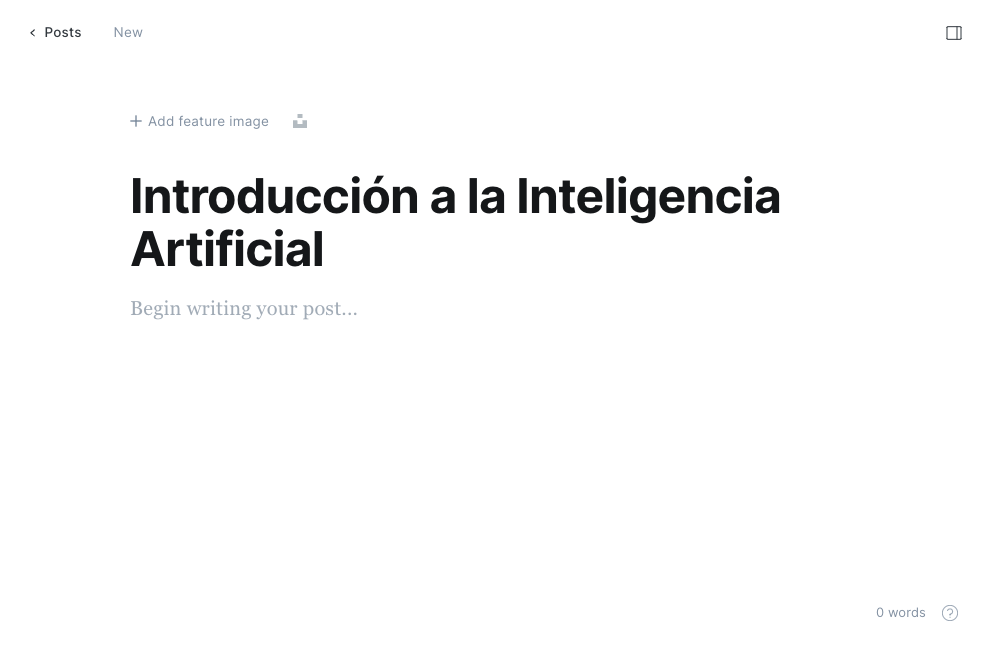 Posts
New
Add feature image
Introducción a la Inteligencia
Artificial
Begin writing your post...
0 words
?